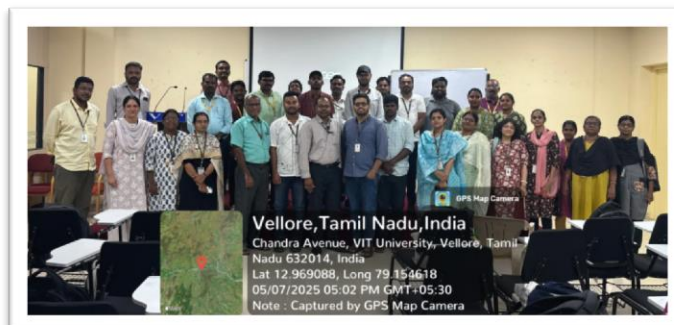 GPS Map Camera
Vellore,Tamil Nadu,India
Chandra Avenue, VIT University, Vellore, Tamil
Nadu 632014, India
Lat 12.969088, Long 79.154618
05/07/2025 05:02 PM GMT+05:30
Note : Captured by GPS Map Camera